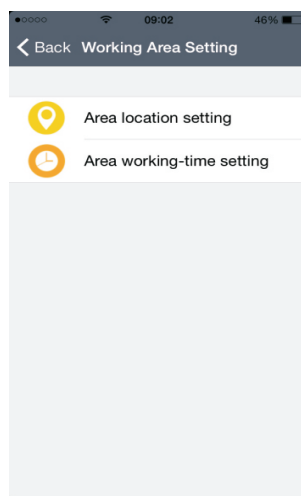 09:02 46%
Back Working Area Setting
Area location setting
Area working-time setting